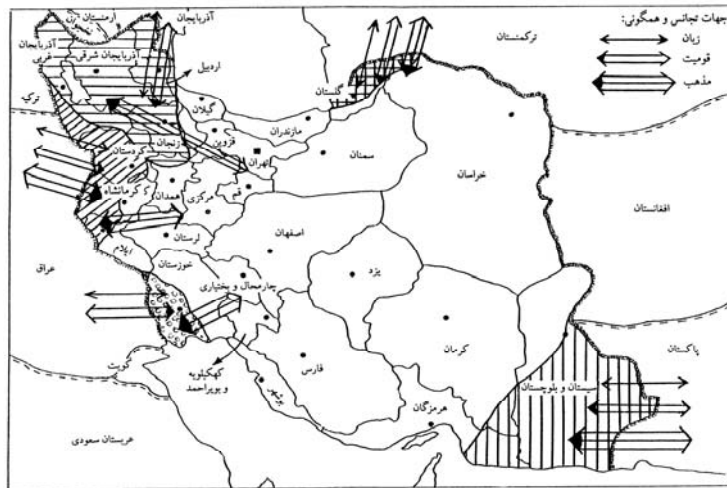 جهات تجانس و همگونی:
زبان
قومیت
مذهب
ترکمنستان
ارمنستان
آذربایجان
آذربایجان غربی
آذربایجان شرقی
اردبیل
ترکیه
گیلان
گلستان
مازندران
زنجان
قزوین
تهران
سمنان
خراسان
کردستان
کرمانشاه
همدان
مرکزی
قم
افغانستان
عراق
ایلام
لرستان
اصفهان
خوزستان
یزد
چهارمحال و بختیاری
کویت
کهکیلویه
و بویراحمد
فارس
کرمان
پاکستان
سیستان و بلوچستان
بوشهر
هرمزگان
عربستان سعودی